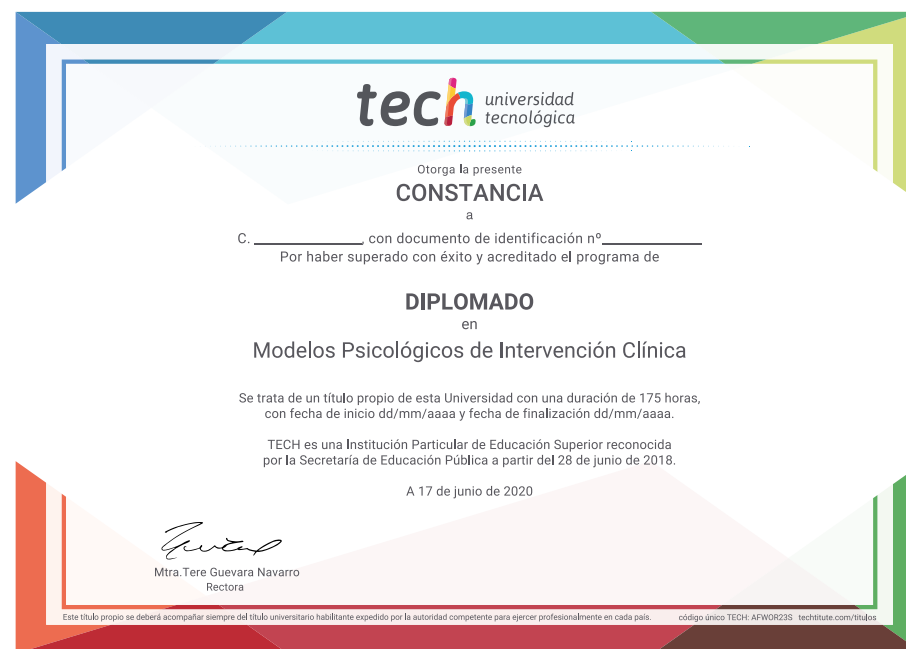 tech universidad
tecnológica
Otorga la presente
CONSTANCIA
a
C. ____________, con documento de identificación nº____________
Por haber superado con éxito y acreditado el programa de
DIPLOMADO
en
Modelos Psicológicos de Intervención Clínica
Se trata de un título propio de esta Universidad con una duración de 175 horas,
con fecha de inicio dd/mm/aaaa y fecha de finalización dd/mm/aaaa.
TECH es una Institución Particular de Educación Superior reconocida
por la Secretaría de Educación Pública a partir del 28 de junio de 2018.
A 17 de junio de 2020
Mtra.Tere Guevara Navarro
Rectora
Este título propio se deberá acompañar siempre del título universitario habilitante expedido por la autoridad competente para ejercer profesionalmente en cada país. código único TECH: AFWOR23S techtitute.com/titulos